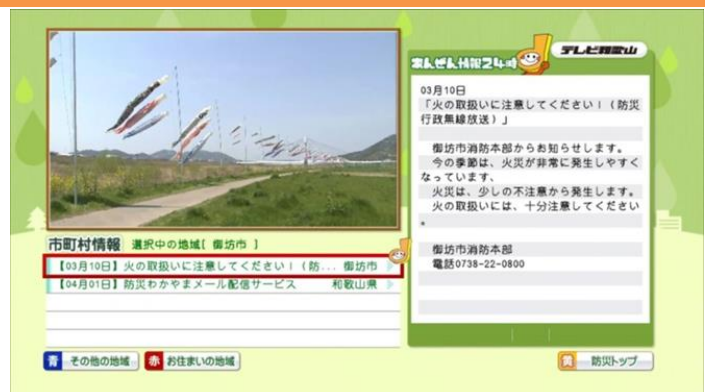 あんぜん情報24時
テレビ和歌山
03月10日
「火の取扱いに注意してください!(防災
行政無線放送)」
御坊市消防本部からお知らせします。
今の季節は、火災が非常に発生しやすく
なっています、
火災は、少しの不注意から発生します。
火の取扱いには、十分注意してください
。
御坊市消防本部
電話0738-22-0800
市町村情報 選択中の地域[ 御坊市 ]
【03月10日】火の取扱いに注意してください!(防... 御坊市
【04月01日】防災わかやまメール配信サービス 和歌山県
青 その他の地域 赤 お住まいの地域 黄 防災トップ